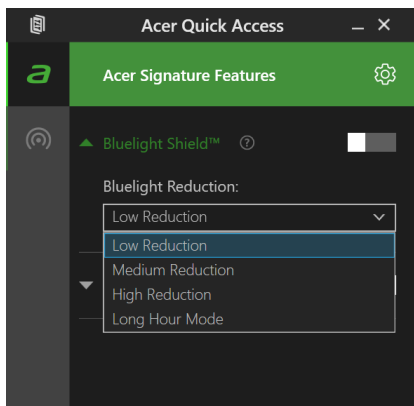 Acer Quick Access
a
Acer Signature Features
Bluelight Shield™ ?
Bluelight Reduction:
Low Reduction
Low Reduction
Medium Reduction
High Reduction
Long Hour Mode